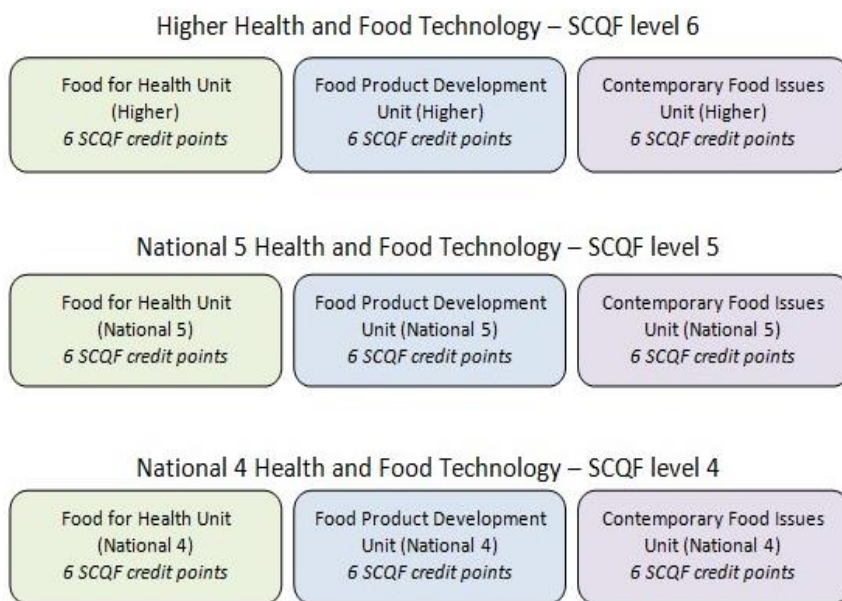 Higher Health and Food Technology – SCQF level 6
Food for Health Unit
(Higher)
6 SCQF credit points
Food Product Development
Unit (Higher)
6 SCQF credit points
Contemporary Food Issues
Unit (Higher)
6 SCQF credit points
National 5 Health and Food Technology – SCQF level 5
Food for Health Unit
(National 5)
6 SCQF credit points
Food Product Development
Unit (National 5)
6 SCQF credit points
Contemporary Food Issues
Unit (National 5)
6 SCQF credit points
National 4 Health and Food Technology – SCQF level 4
Food for Health Unit
(National 4)
6 SCQF credit points
Food Product Development
Unit (National 4)
6 SCQF credit points
Contemporary Food Issues
Unit (National 4)
6 SCQF credit points